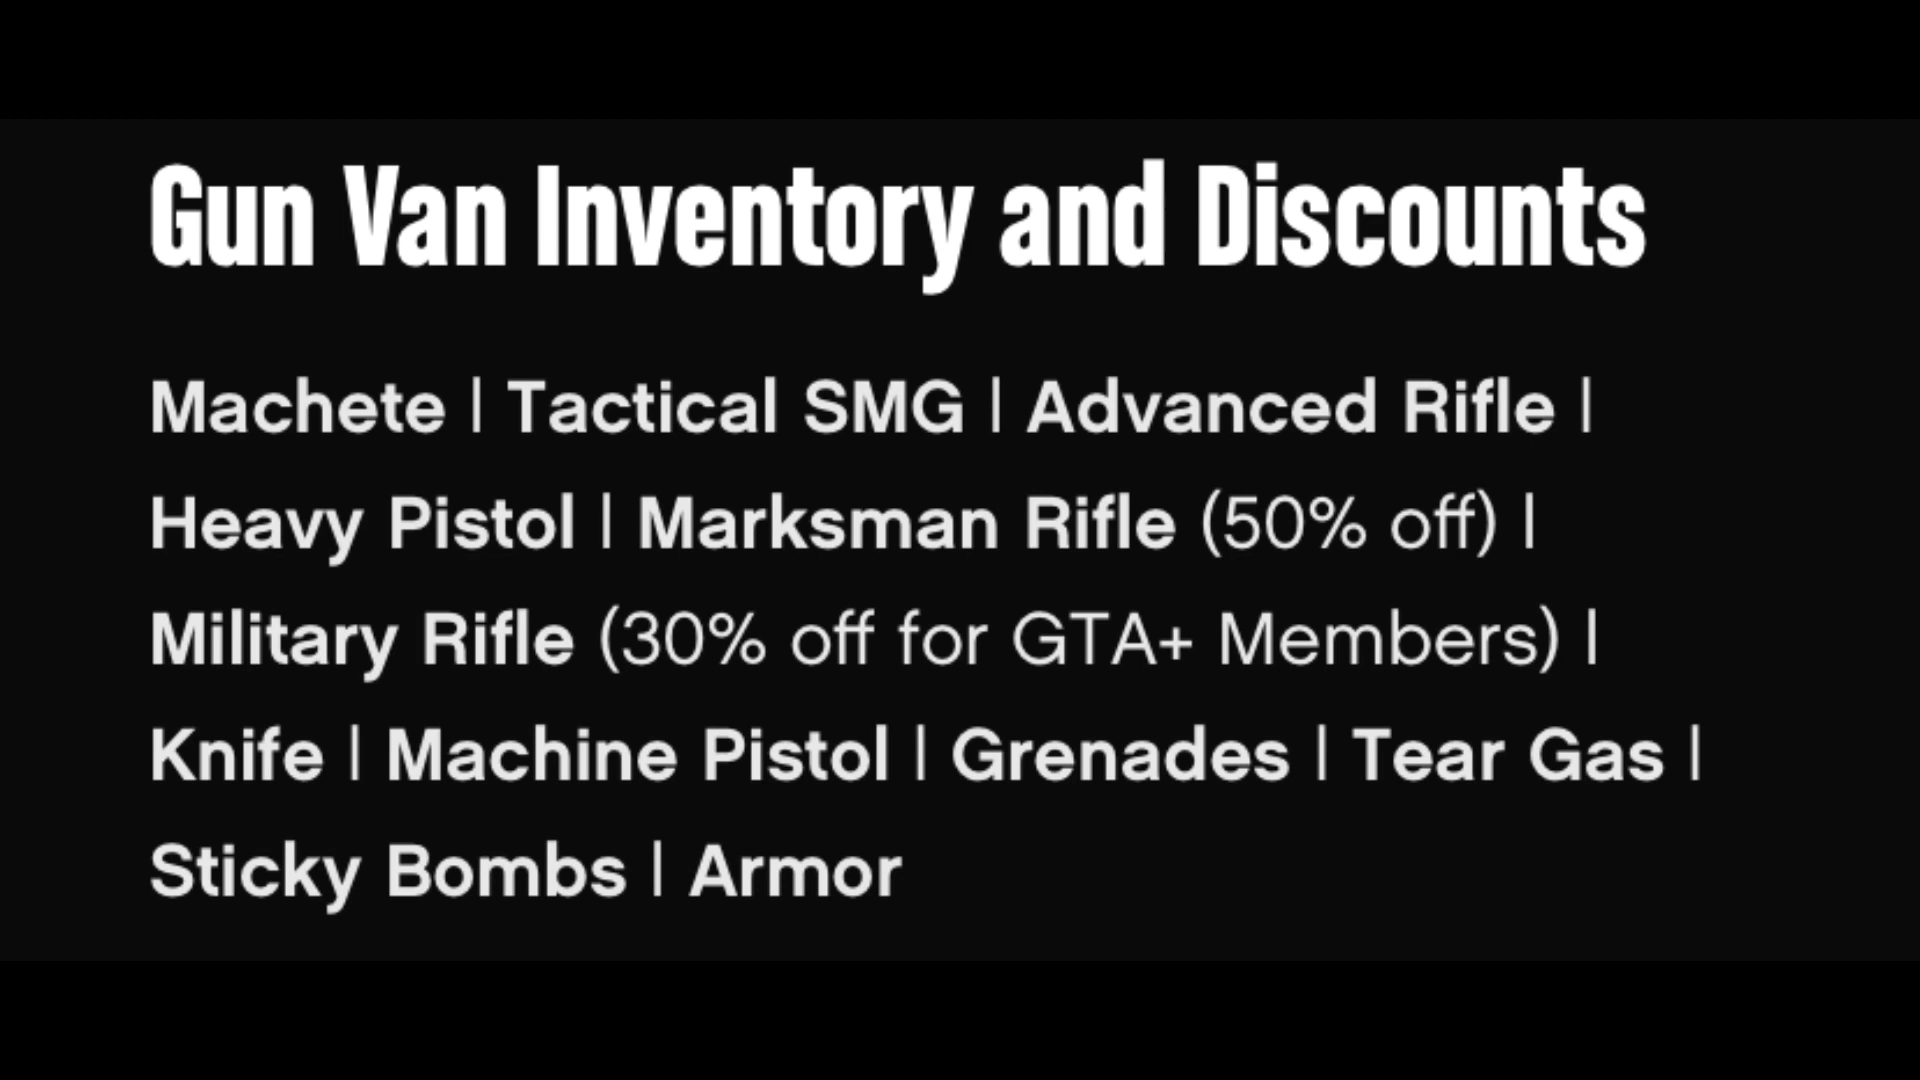 Gun Van Inventory and Discounts
Machete | Tactical SMG | Advanced Rifle |
Heavy Pistol | Marksman Rifle (50% off) |
Military Rifle (30% off for GTA+ Members) |
Knife | Machine Pistol | Grenades | Tear Gas |
Sticky Bombs | Armor